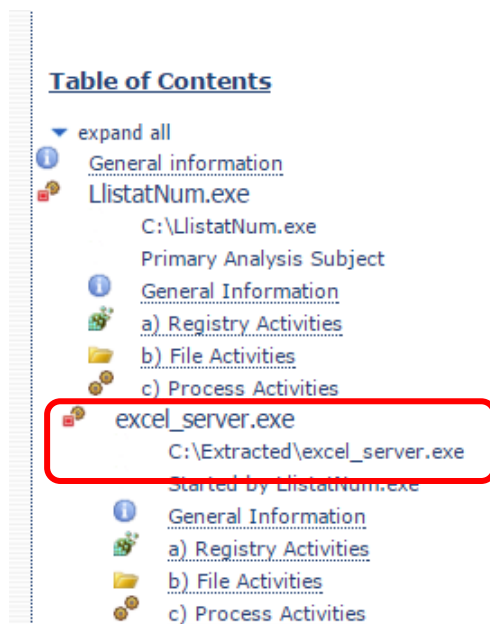 Table of Contents
expand all
General information
LlistatNum.exe
C:\LlistatNum.exe
Primary Analysis Subject
General Information
a) Registry Activities
b) File Activities
c) Process Activities
excel_server.exe
C:\Extracted\excel_server.exe
Started by LlistatNum.exe
General Information
a) Registry Activities
b) File Activities
c) Process Activities